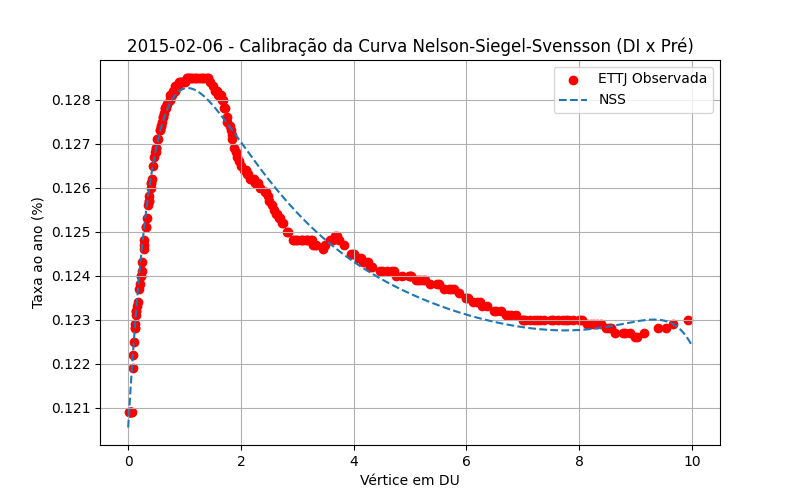 2015-02-06 - Calibração da Curva Nelson-Siegel-Svensson (DI x Pré)
ETTJ Observada
NSS
Taxa ao ano (%)
0.128
0.127
0.126
0.125
0.124
0.123
0.122
0.121
0 2 4 6 8 10
Vértice em DU